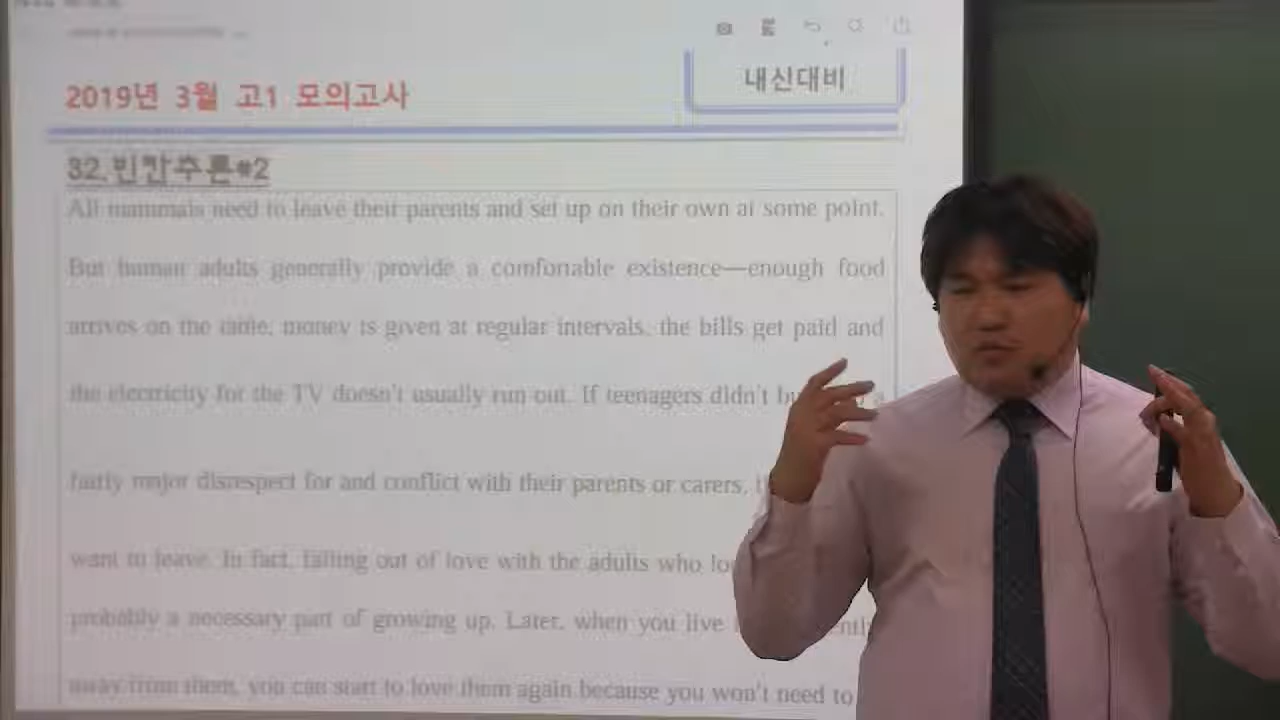 2019년 3월 고1 모의고사
내신대비
32.빈칸추론#2
All mammals need to leave their parents and set up on their own at some point.
But human adults generally provide a comfortable existence—enough food
arrives on the table, money is given at regular intervals, the bills get paid and
the electricity for the TV doesn't usually run out. If teenagers didn't
fairly major disrespect for and conflict with their parents or carers,
want to leave. In fact, falling out of love with the adults who
probably a necessary part of growing up. Later, when you live
away from them, you can start to love them again because you won't need to